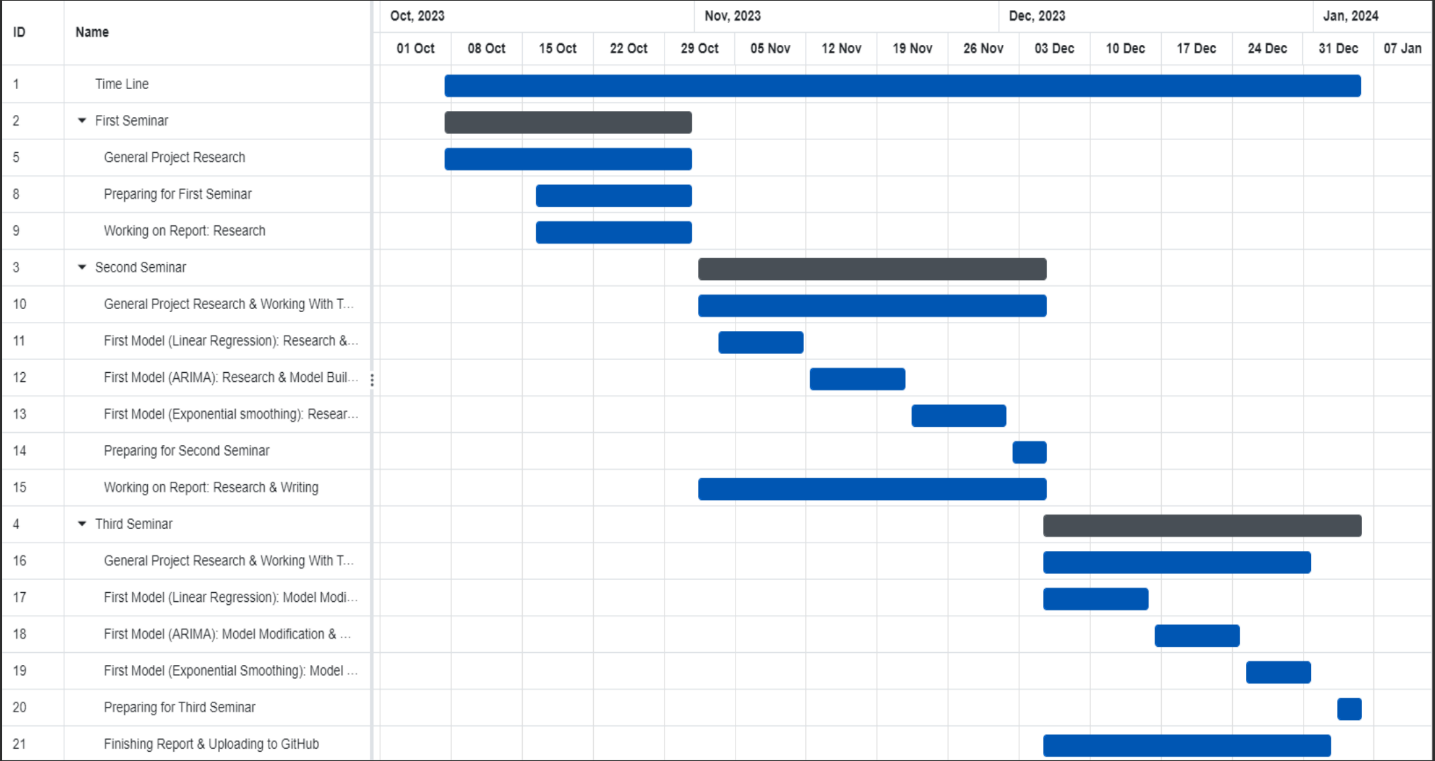 Oct, 2023 Nov, 2023 Dec, 2023 Jan, 2024
ID Name
01 Oct 08 Oct 15 Oct 22 Oct 29 Oct 05 Nov 12 Nov 19 Nov 26 Nov 03 Dec 10 Dec 17 Dec 24 Dec 31 Dec 07 Jan
1 Time Line
2 First Seminar
5 General Project Research
8 Preparing for First Seminar
9 Working on Report: Research
3 Second Seminar
10 General Project Research & Working With T...
11 First Model (Linear Regression): Research &...
12 First Model (ARIMA): Research & Model Buil...
13 First Model (Exponential smoothing): Resear...
14 Preparing for Second Seminar
15 Working on Report: Research & Writing
4 Third Seminar
16 General Project Research & Working With T...
17 First Model (Linear Regression): Model Modi...
18 First Model (ARIMA): Model Modification & ...
19 First Model (Exponential Smoothing): Model ...
20 Preparing for Third Seminar
21 Finishing Report & Uploading to GitHub